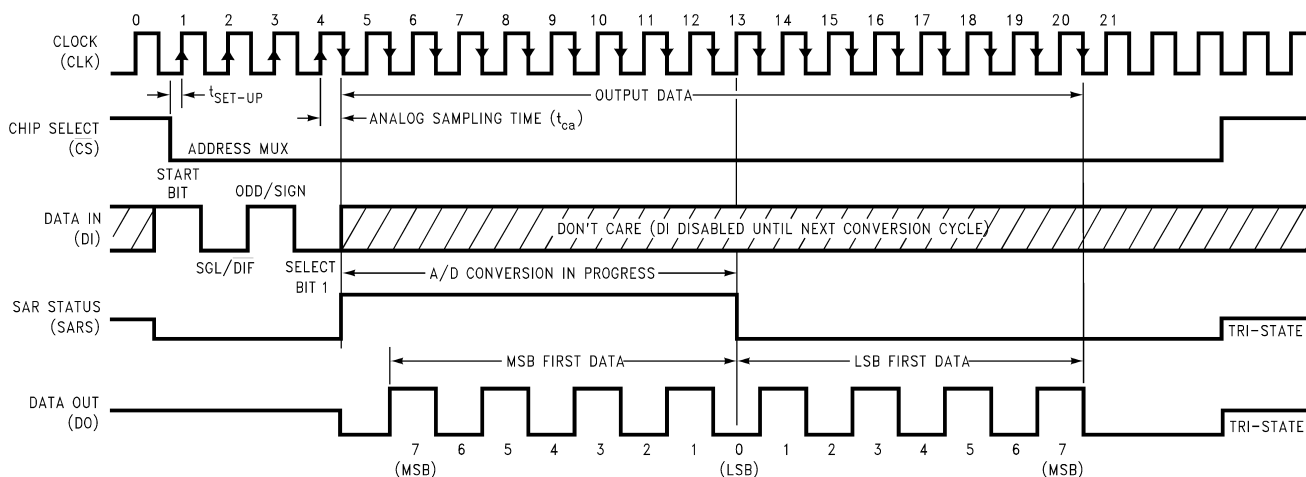 0 1 2 3 4 5 6 7 8 9 10 11 12 13 14 15 16 17 18 19 20 21
CLOCK
(CLK)
tSET-UP
OUTPUT DATA
ANALOG SAMPLING TIME (tca)
CHIP SELECT
(CS)
ADDRESS MUX
START
BIT
ODD/SIGN
DATA IN
(DI)
DON'T CARE (DI DISABLED UNTIL NEXT CONVERSION CYCLE)
SGL/DIF
SELECT
BIT 1
A/D CONVERSION IN PROGRESS
SAR STATUS
(SARS)
TRI-STATE
MSB FIRST DATA
LSB FIRST DATA
DATA OUT
(DO)
TRI-STATE
7 6 5 4 3 2 1 0 1 2 3 4 5 6 7
(MSB) (LSB) (MSB)